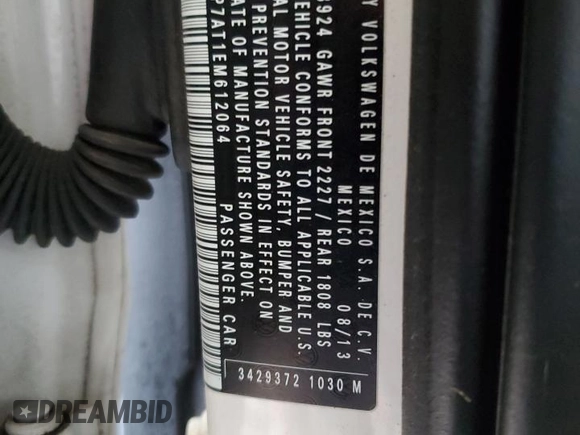 Y VOLKSWAGEN DE MEXICO S.A. DE C.V.
MEXICO 08/13
3924 GAWR FRONT 2227 / REAR 1808 LBS
VEHICLE CONFORMS TO ALL APPLICABLE U.S.
AL MOTOR VEHICLE SAFETY, BUMPER AND
PREVENTION STANDARDS IN EFFECT ON
ATE OF MANUFACTURE SHOWN ABOVE.
P7AT1EM612064 PASSENGER CAR
3429372 1030 M
DREAMBID